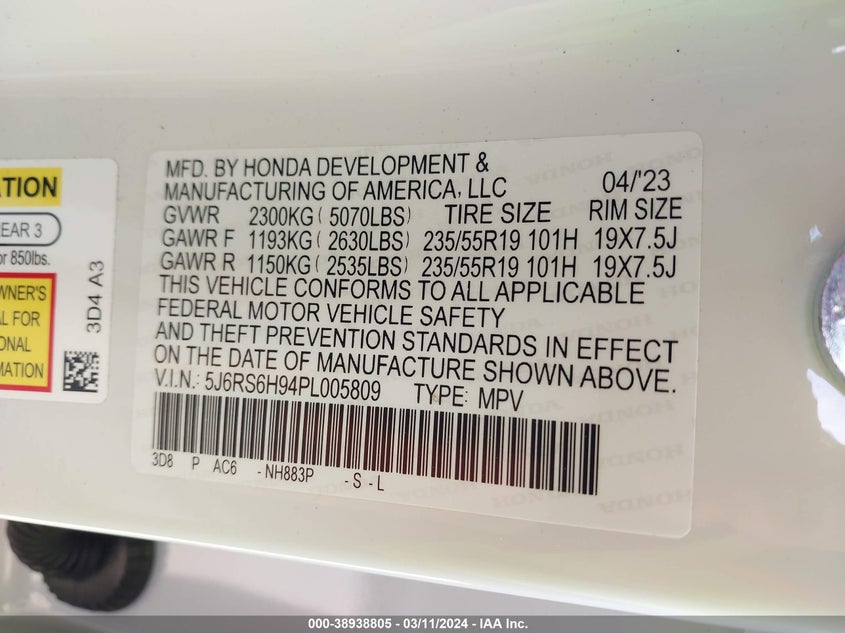 ATION
EAR 3
or 850lbs.
WNER'S
AL FOR
ONAL
MATION
3D4 A3
MFD. BY HONDA DEVELOPMENT &
MANUFACTURING OF AMERICA, LLC 04/'23
GVWR 2300KG ( 5070LBS) TIRE SIZE RIM SIZE
GAWR F 1193KG ( 2630LBS) 235/55R19 101H 19X7.5J
GAWR R 1150KG ( 2535LBS) 235/55R19 101H 19X7.5J
THIS VEHICLE CONFORMS TO ALL APPLICABLE
FEDERAL MOTOR VEHICLE SAFETY
AND THEFT PREVENTION STANDARDS IN EFFECT
ON THE DATE OF MANUFACTURE SHOWN ABOVE.
V.I.N.: 5J6RS6H94PL005809 TYPE: MPV
3D8 P AC6 -NH883P -S -L
000-38938805 - 03/11/2024 - IAA Inc.